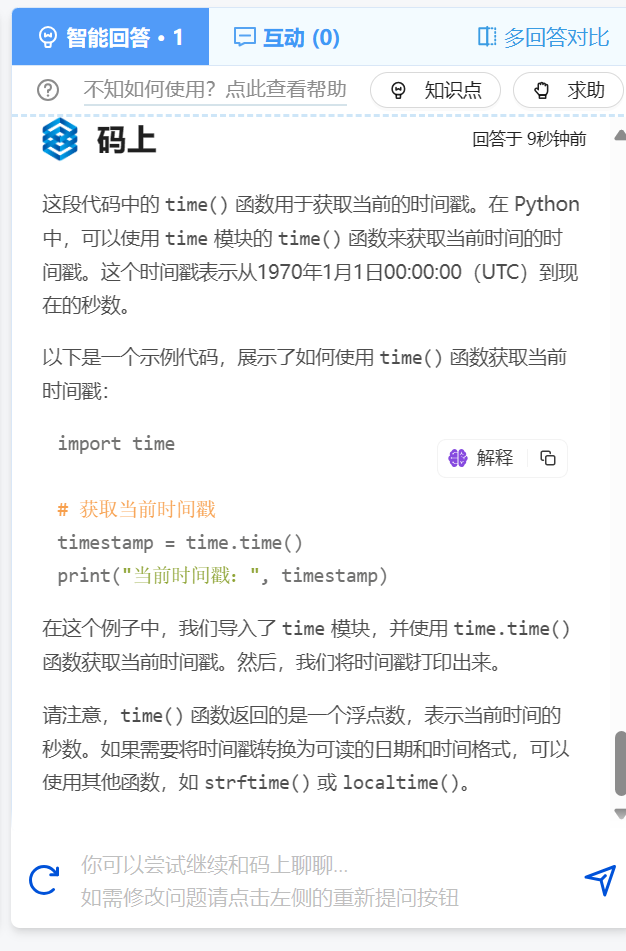 智能回答 • 1
互动 (0)
多回答对比
不知如何使用？点此查看帮助
知识点
求助
码上
回答于 9秒钟前
这段代码中的 time() 函数用于获取当前的时间戳。在 Python
中，可以使用 time 模块的 time() 函数来获取当前时间的时
间戳。这个时间戳表示从1970年1月1日00:00:00（UTC）到现
在的秒数。
以下是一个示例代码，展示了如何使用 time() 函数获取当前
时间戳：
import time
解释
# 获取当前时间戳
timestamp = time.time()
print("当前时间戳：", timestamp)
在这个例子中，我们导入了 time 模块，并使用 time.time()
函数获取当前时间戳。然后，我们将时间戳打印出来。
请注意，time() 函数返回的是一个浮点数，表示当前时间的
秒数。如果需要将时间戳转换为可读的日期和时间格式，可以
使用其他函数，如 strftime() 或 localtime()。
你可以尝试继续和码上聊聊...
如需修改问题请点击左侧的重新提问按钮